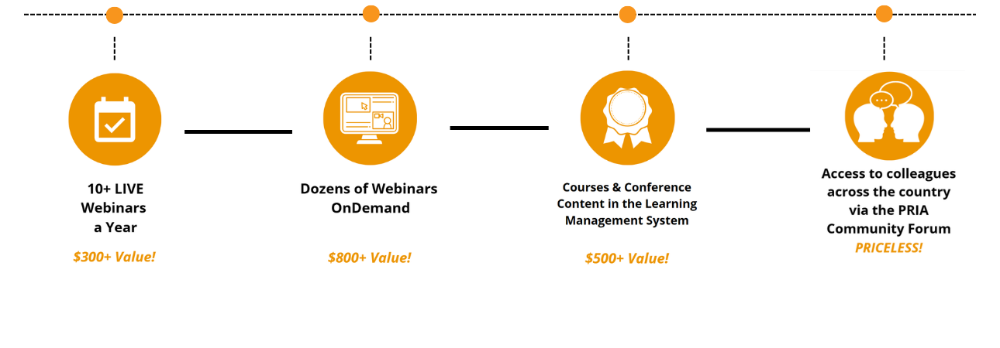 10+ LIVE
Webinars
a Year
$300+ Value!
Dozens of Webinars
OnDemand
$800+ Value!
Courses & Conference
Content in the Learning
Management System
$500+ Value!
Access to colleagues
across the country
via the PRIA
Community Forum
PRICELESS!